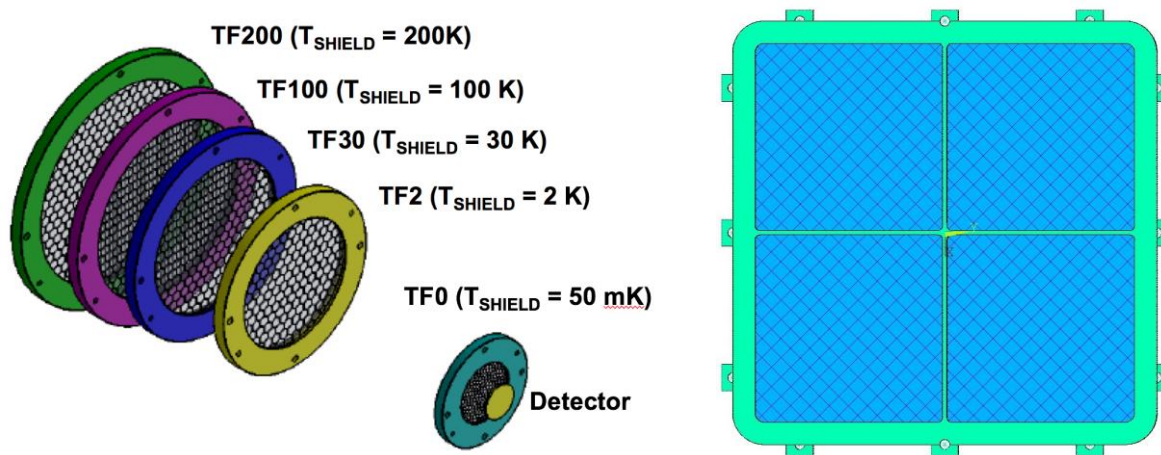 TF200 (TSHIELD = 200K)
TF100 (TSHIELD = 100 K)
TF30 (TSHIELD = 30 K)
TF2 (TSHIELD = 2 K)
TF0 (TSHIELD = 50 mK)
Detector